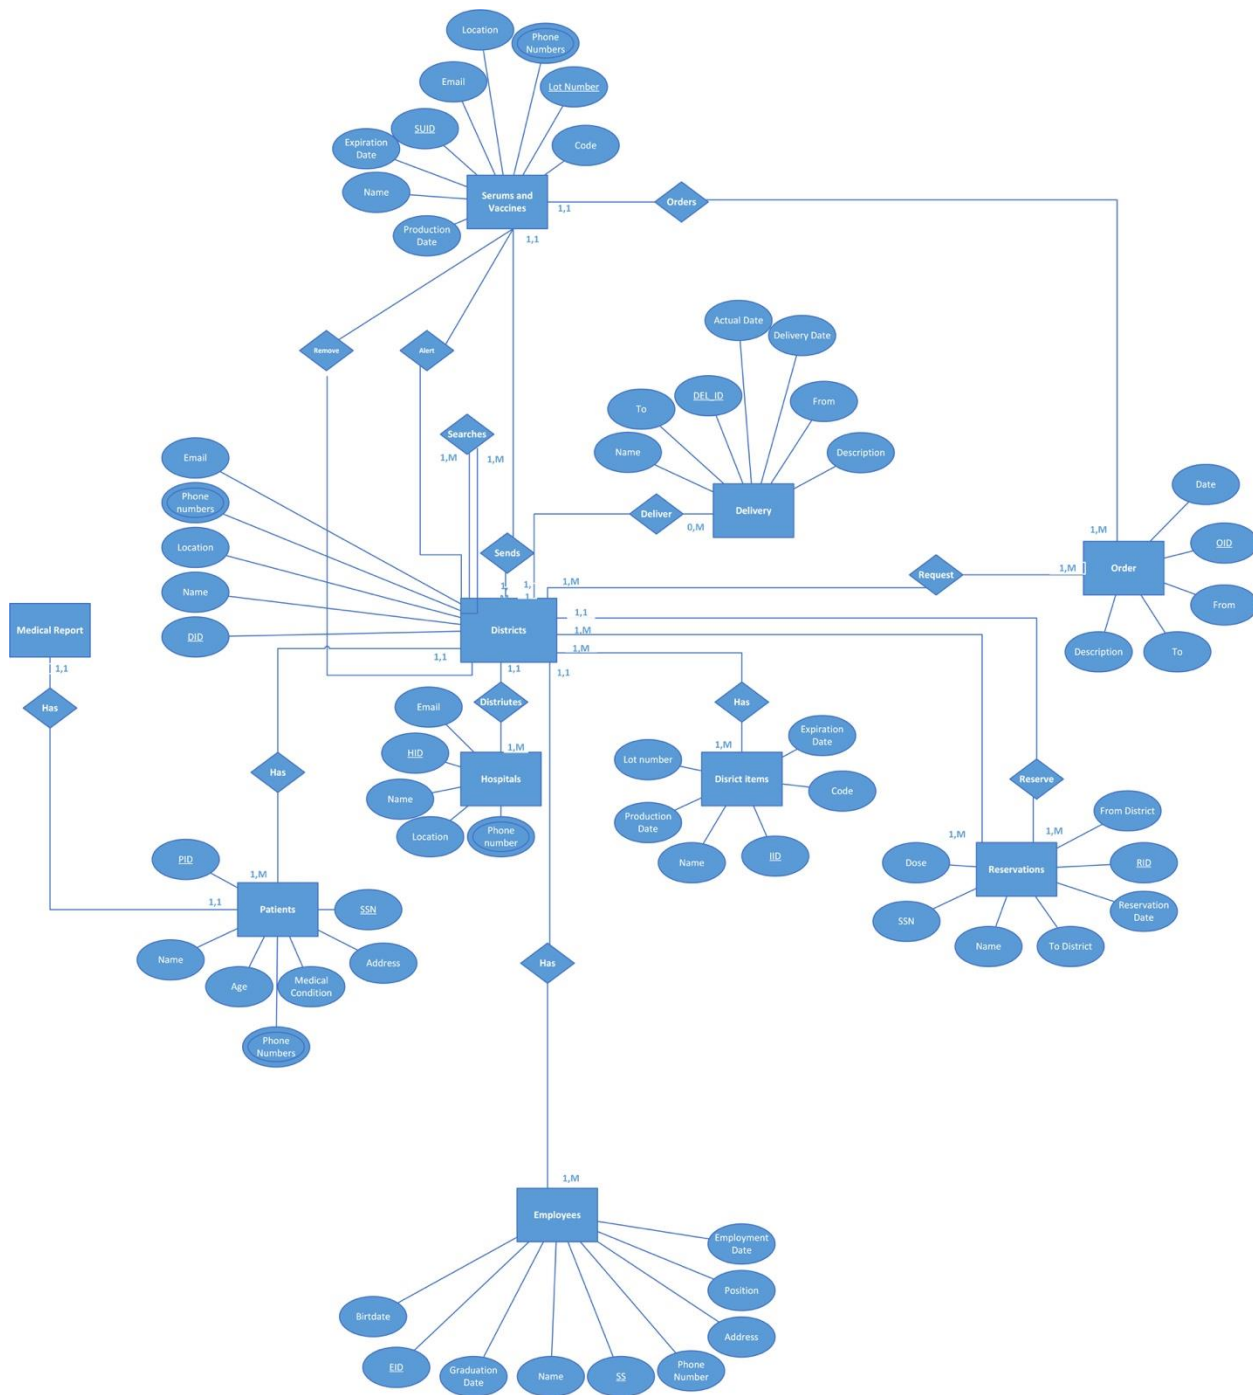 Location
Phone
Numbers
Email
Lot Number
SUID
Expiration
Date
Code
Name
Serums and
Vaccines
1,1
Orders
Production
Date
1,1
Remove
Alert
Actual Date
Delivery Date
DEL_ID
From
To
Name
Description
Searches
1,M
1,M
Email
Phone
numbers
Location
Name
DID
Delivery
Deliver
0,M
Date
1,M
OID
Order
From
Description
To
Sends
1,
1,
1
1,M
Request
1,M
Districts
1,1
1,M
1,1
1,1
1,M
1,1
Medical Report
1,1
Has
Distriutes
Email
HID
1,M
Name
Hospitals
Location
Phone
number
Has
Has
1,M
Expiration
Date
Lot number
Disrict items
Code
Production
Date
Name
IID
Reserve
From District
1,M
1,M
Dose
Reservations
RID
SSN
Reservation
Date
Name
To District
PID
1,M
1,1
Patients
SSN
Name
Age
Medical
Condition
Address
Phone
Numbers
Has
1,M
Employees
Employment
Date
Position
Birtdate
Address
EID
Graduation
Date
Name
SS
Phone
Number